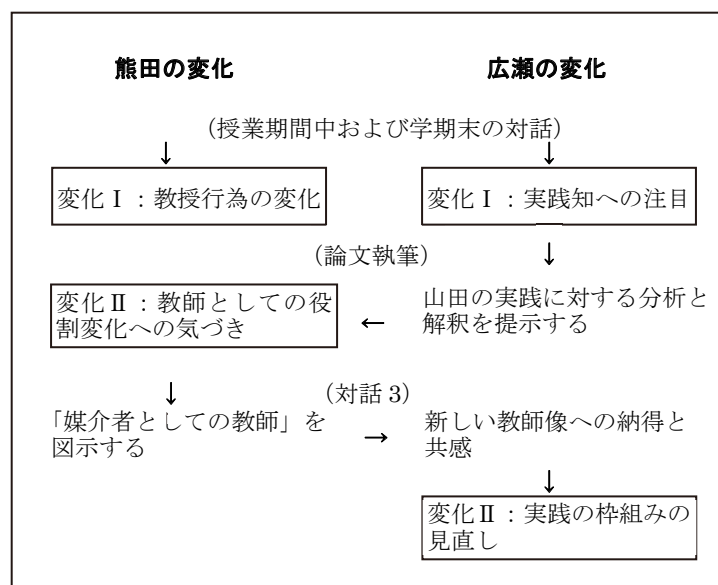 熊田の変化 広瀬の変化
(授業期間中および学期末の対話)
↓ ↓
変化Ⅰ：教授行為の変化 変化Ⅰ：実践知への注目
(論文執筆) ↓
変化Ⅱ：教師としての役 山田の実践に対する分析と
割変化への気づき ← 解釈を提示する
↓ (対話 3)
「媒介者としての教師」を 新しい教師像への納得と
図示する → 共感
↓
変化Ⅱ：実践の枠組みの
見直し